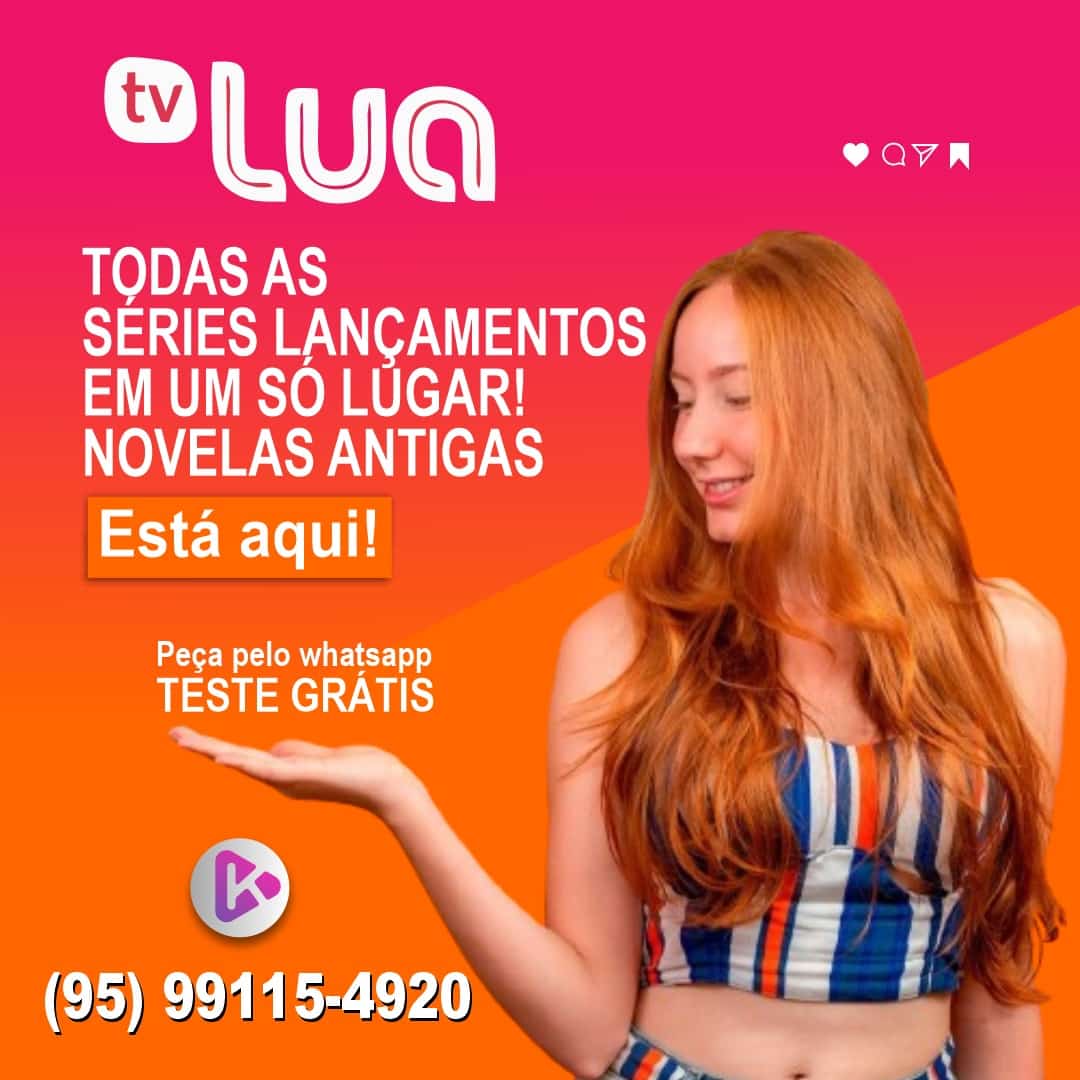 tv Lua
TODAS AS
SÉRIES LANÇAMENTOS
EM UM SÓ LUGAR!
NOVELAS ANTIGAS
Está aqui!
Peça pelo whatsapp
TESTE GRÁTIS
K
(95) 99115-4920